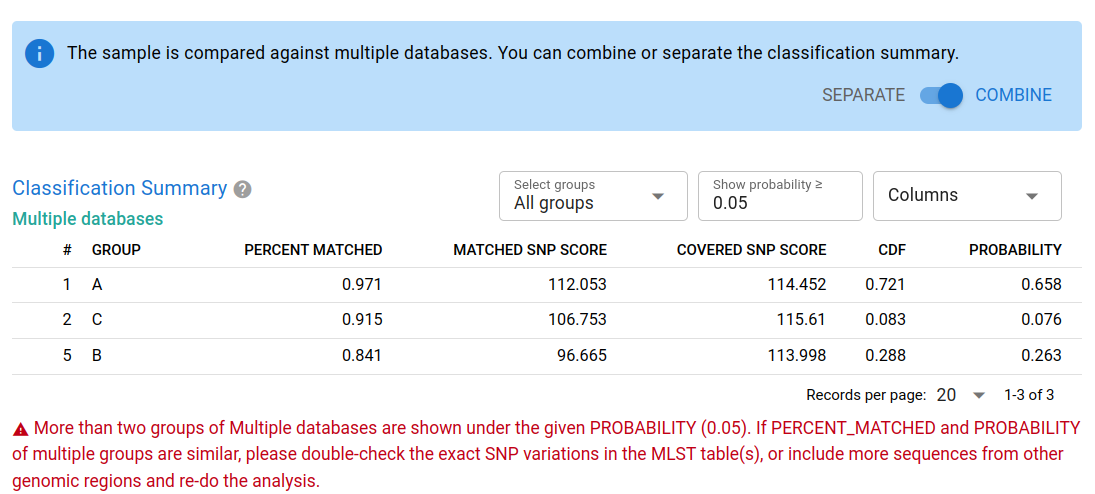 The sample is compared against multiple databases. You can combine or separate the classification summary.
SEPARATE COMBINE
Classification Summary ?
Multiple databases
Select groups
All groups
Show probability ≥
0.05
Columns
# GROUP PERCENT MATCHED MATCHED SNP SCORE COVERED SNP SCORE CDF PROBABILITY
1 A 0.971 112.053 114.452 0.721 0.658
2 C 0.915 106.753 115.61 0.083 0.076
5 B 0.841 96.665 113.998 0.288 0.263
Records per page: 20 1-3 of 3
More than two groups of Multiple databases are shown under the given PROBABILITY (0.05). If PERCENT_MATCHED and PROBABILITY
of multiple groups are similar, please double-check the exact SNP variations in the MLST table(s), or include more sequences from other
genomic regions and re-do the analysis.